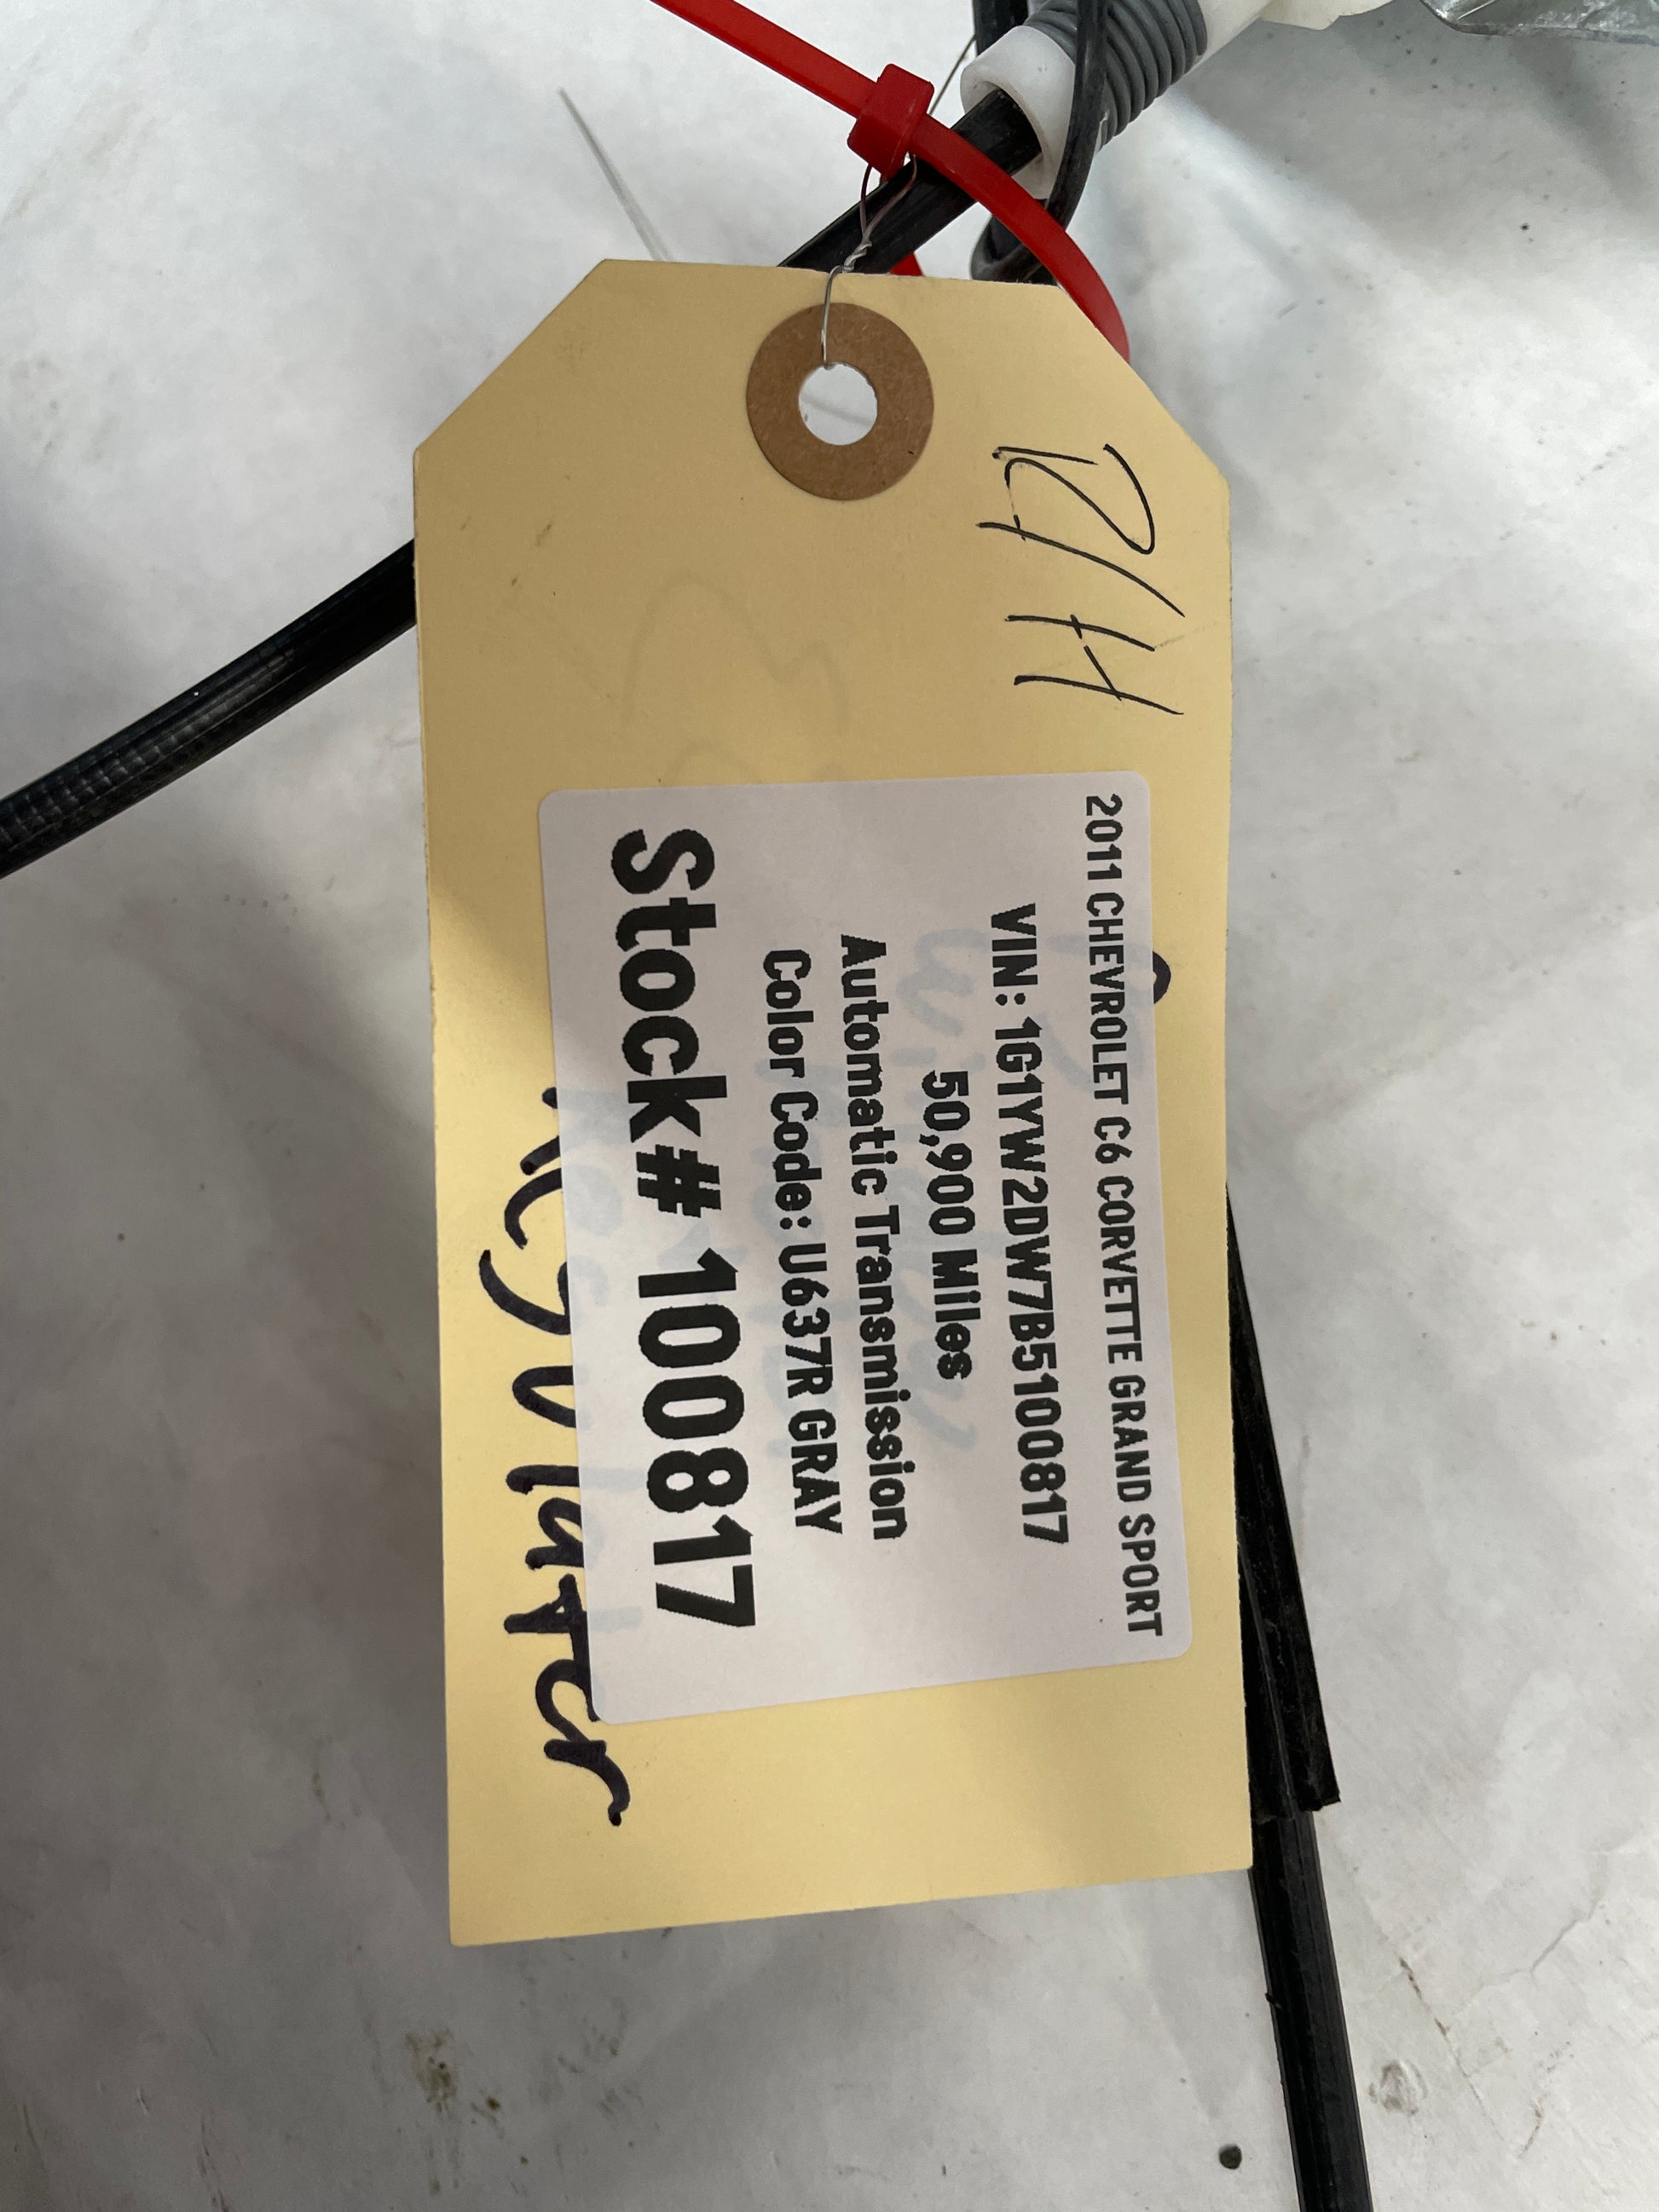 R/H
2011 CHEVROLET C6 CORVETTE GRAND SPORT
VIN: 1G1YW2DW7B5100817
50,900 Miles
Automatic Transmission
Color Code: U637R GRAY
Stock# 100817
Regulator